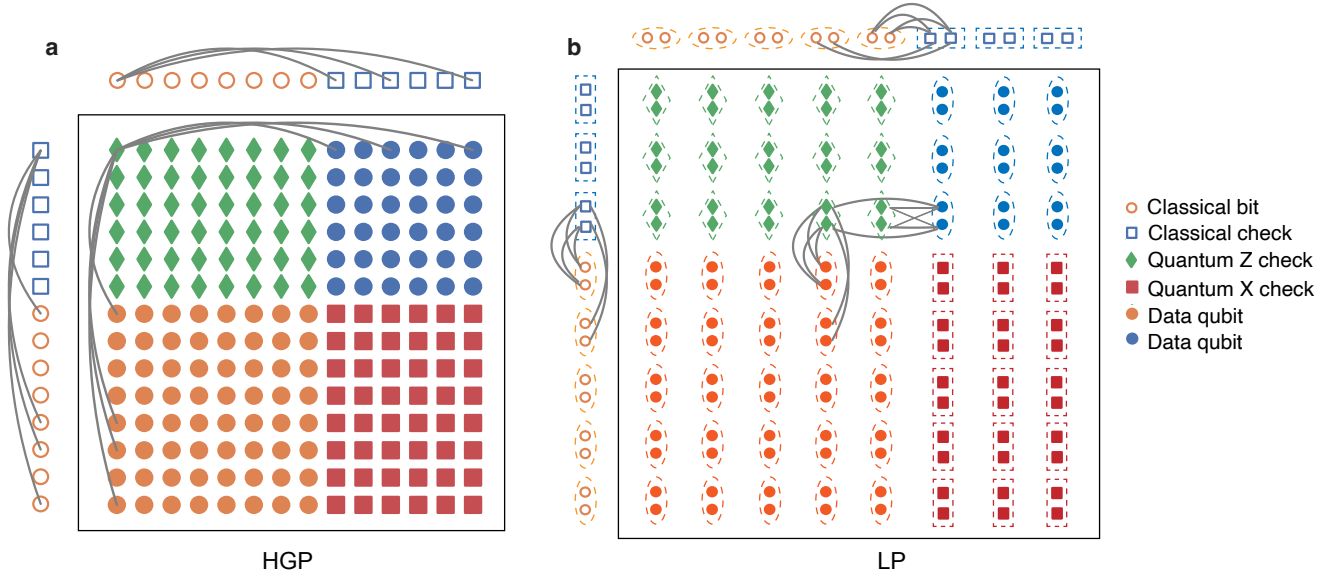 a
b
Classical bit
Classical check
Quantum Z check
Quantum X check
Data qubit
Data qubit
HGP
LP